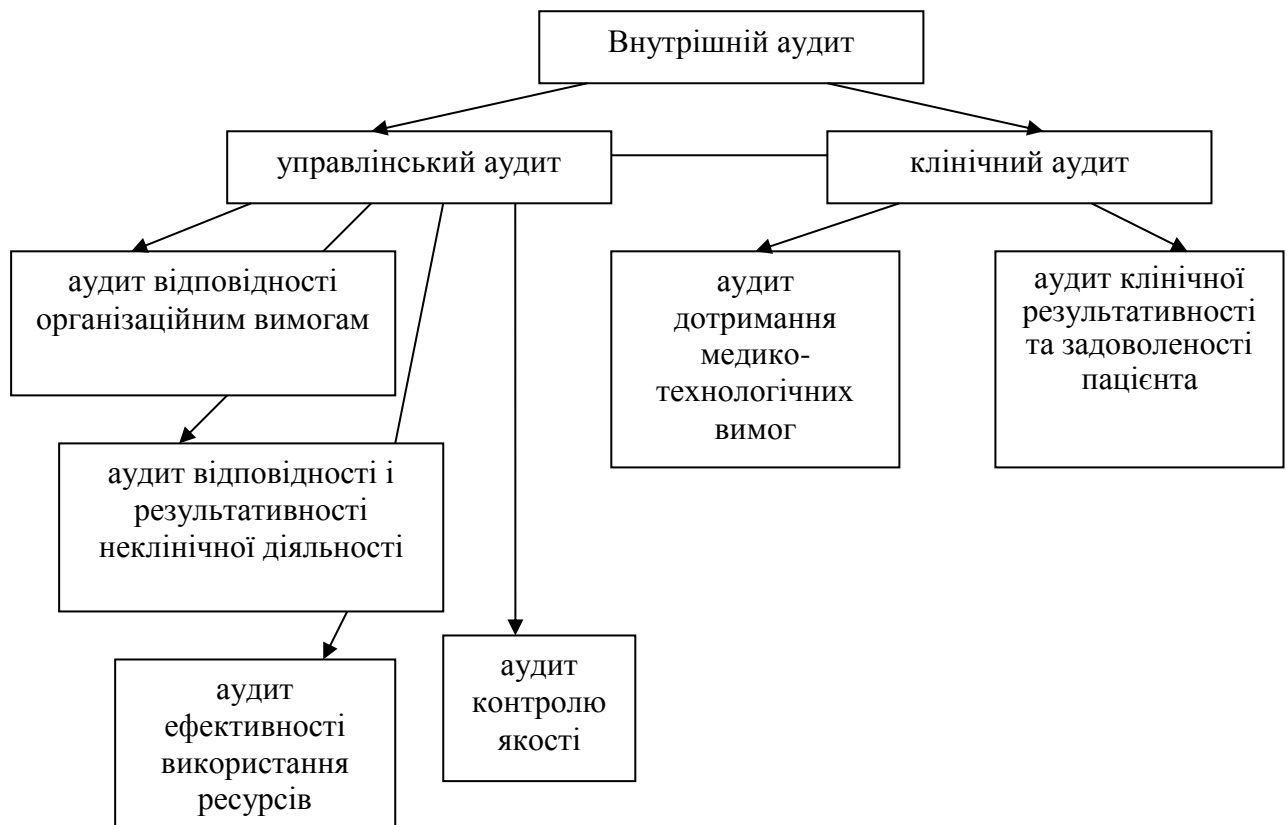 Внутрішній аудит
управлінський аудит
клінічний аудит
аудит відповідності
організаційним вимогам
аудит
дотримання
медико-
технологічних
вимог
аудит клінічної
результативності
та задоволеності
пацієнта
аудит відповідності і
результативності
неклінічної діяльності
аудит
ефективності
використання
ресурсів
аудит
контролю
якості